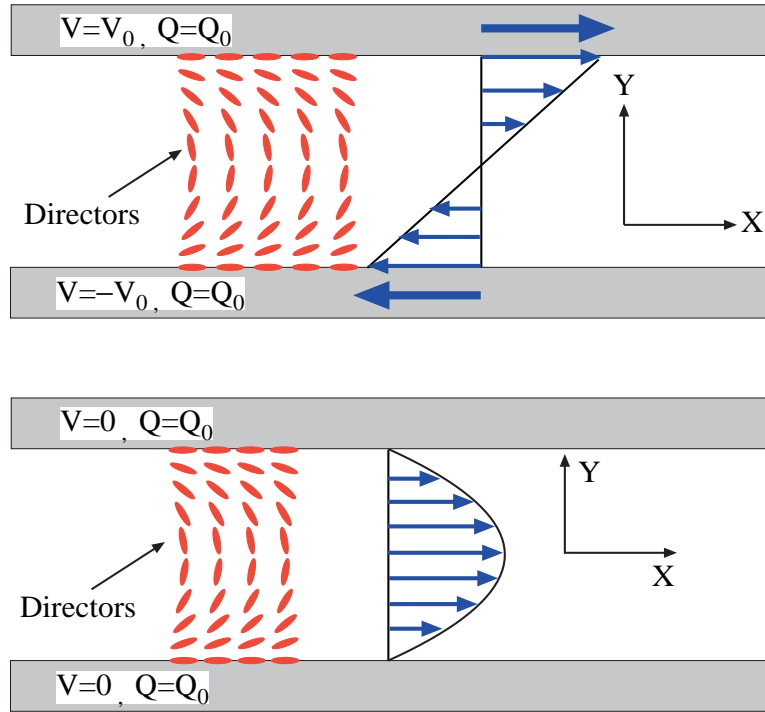 V=V₀ , Q=Q₀
Y
Directors
X
V=−V₀ , Q=Q₀
V=0 , Q=Q₀
Y
X
Directors
V=0 , Q=Q₀